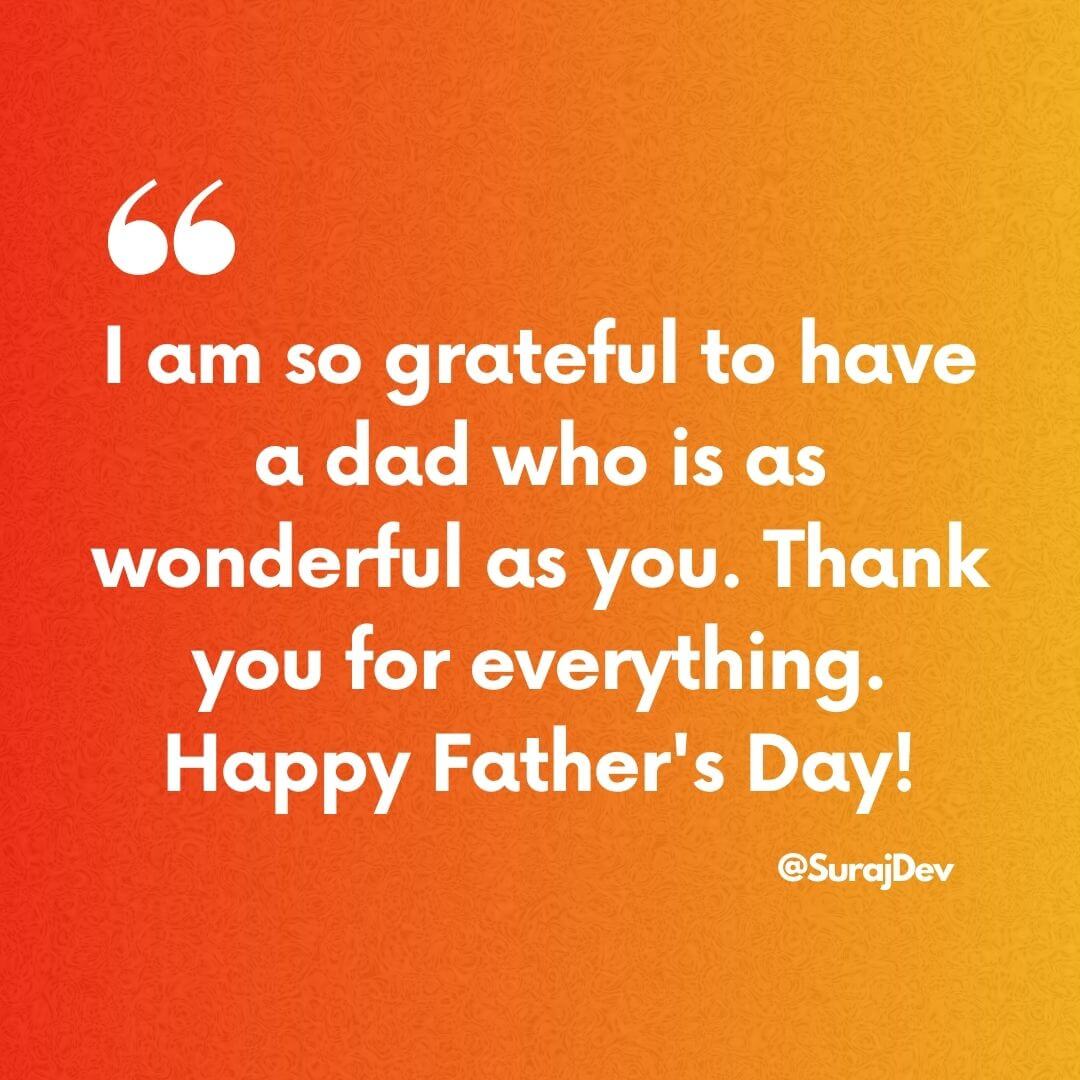 “
I am so grateful to have
a dad who is as
wonderful as you. Thank
you for everything.
Happy Father's Day!
@SurajDev